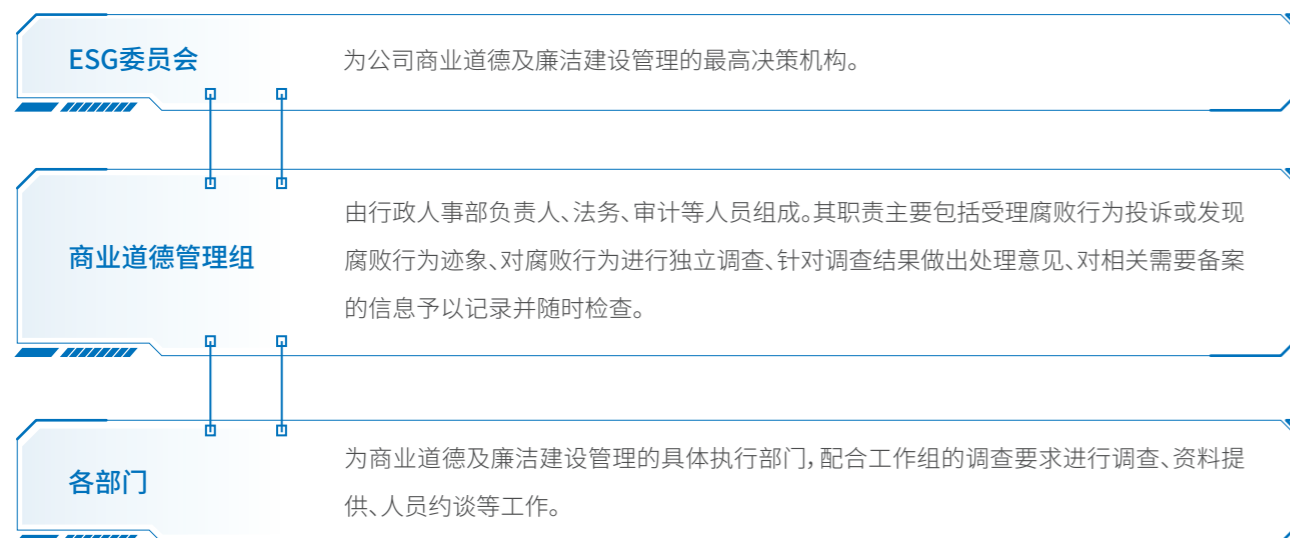 ESG委员会
为公司商业道德及廉洁建设管理的最高决策机构。
商业道德管理组
由行政人事部负责人、法务、审计等人员组成。其职责主要包括受理腐败行为投诉或发现
腐败行为迹象、对腐败行为进行独立调查、针对调查结果做出处理意见、对相关需要备案
的信息予以记录并随时检查。
各部门
为商业道德及廉洁建设管理的具体执行部门，配合工作组的调查要求进行调查、资料提
供、人员约谈等工作。